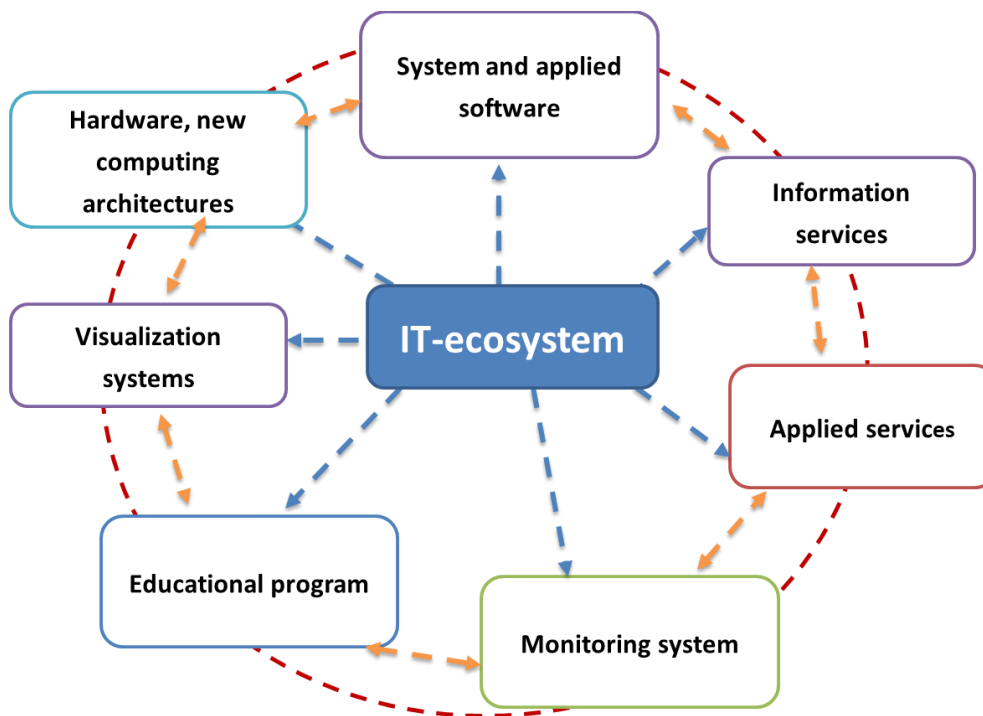 System and applied
software
Hardware, new
computing
architectures
Information
services
IT-ecosystem
Visualization
systems
Applied services
Educational program
Monitoring system